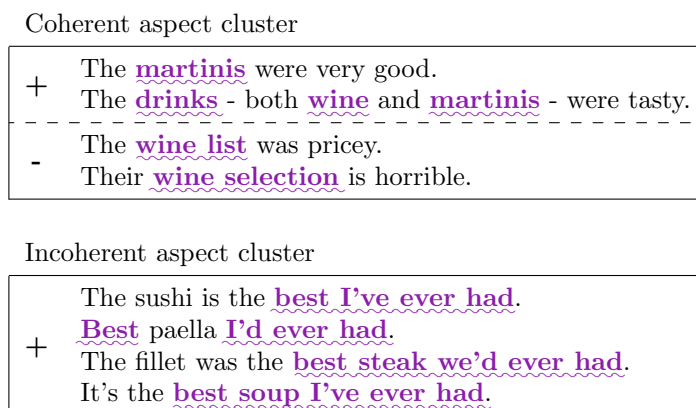 Coherent aspect cluster
+
The martinis were very good.
The drinks - both wine and martinis - were tasty.
-
The wine list was pricey.
Their wine selection is horrible.
Incoherent aspect cluster
+
The sushi is the best I've ever had.
Best paella I'd ever had.
The fillet was the best steak we'd ever had.
It's the best soup I've ever had.